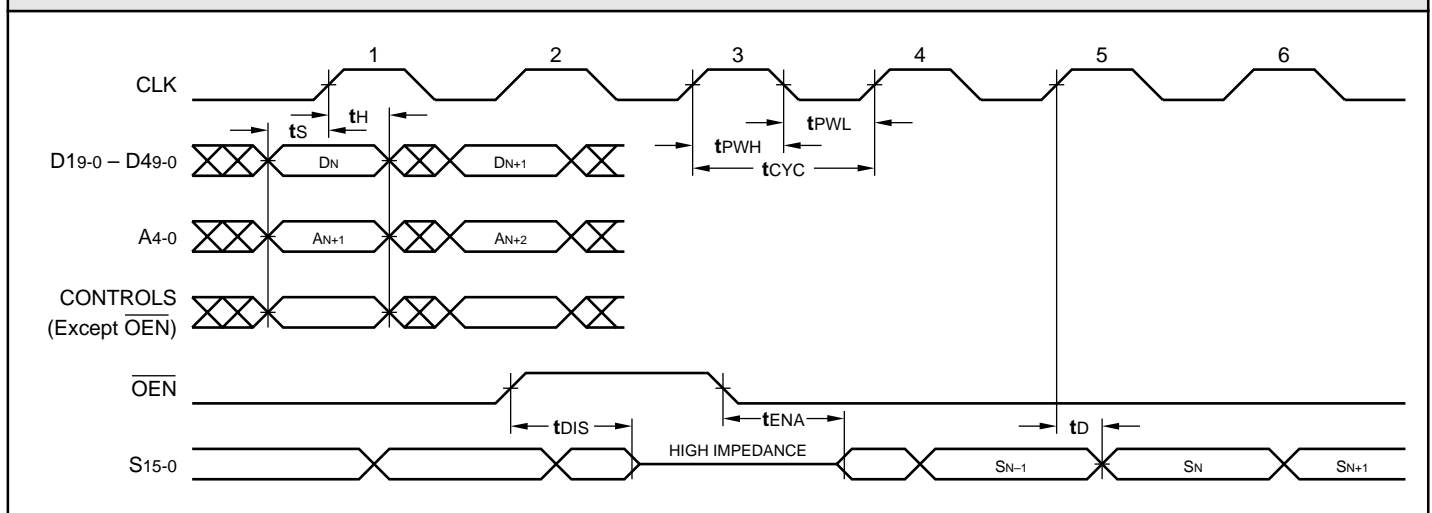 1 2 3 4 5 6
CLK
tS tH
tPWL
tPWH
tCYC
D19-0 – D49-0 DN DN+1
A4-0 AN+1 AN+2
CONTROLS
(Except OEN)
OEN
tDIS tENA tD
S15-0 HIGH IMPEDANCE SN–1 SN SN+1